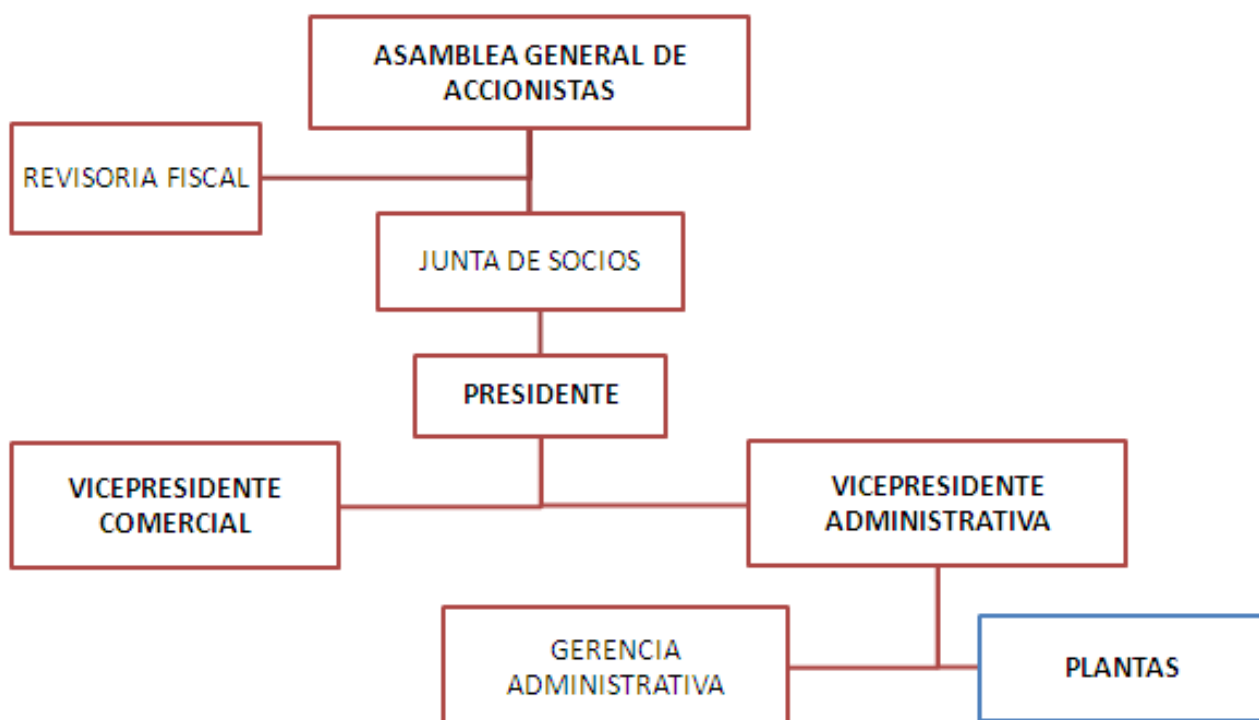 ASAMBLEA GENERAL DE
ACCIONISTAS
REVISORIA FISCAL
JUNTA DE SOCIOS
PRESIDENTE
VICEPRESIDENTE
COMERCIAL
VICEPRESIDENTE
ADMINISTRATIVA
GERENCIA
ADMINISTRATIVA
PLANTAS